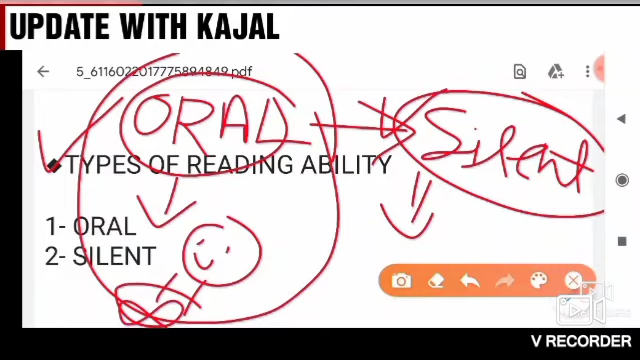 UPDATE WITH KAJAL
5_6116022017775894849.pdf
ORAL
Silent
TYPES OF READING ABILITY
1- ORAL
2- SILENT
V RECORDER